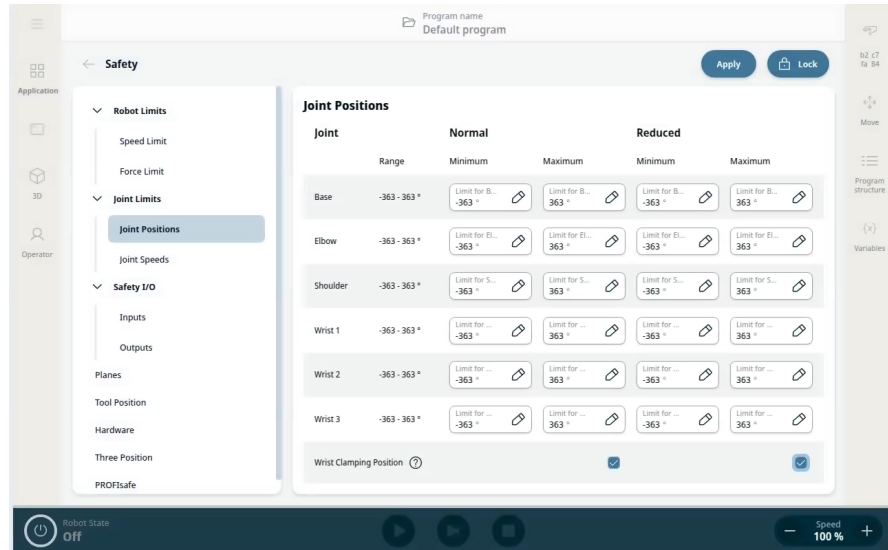 Program name
Default program
Safety
Apply
Lock
b2 c7
fa 84
Application
3D
Operator
Move
Program
structure
{x}
Variables
Robot Limits
Speed Limit
Force Limit
Joint Limits
Joint Positions
Joint Speeds
Safety I/O
Inputs
Outputs
Planes
Tool Position
Hardware
Three Position
PROFIsafe
Joint Positions
Joint Normal Reduced
Range Minimum Maximum Minimum Maximum
Limit for B... Limit for B... Limit for B... Limit for B...
Base -363 - 363 ° -363 ° 363 ° -363 ° 363 °
Limit for El... Limit for El... Limit for El... Limit for El...
Elbow -363 - 363 ° -363 ° 363 ° -363 ° 363 °
Limit for S... Limit for S... Limit for S... Limit for S...
Shoulder -363 - 363 ° -363 ° 363 ° -363 ° 363 °
Limit for ... Limit for ... Limit for ... Limit for ...
Wrist 1 -363 - 363 ° -363 ° 363 ° -363 ° 363 °
Limit for ... Limit for ... Limit for ... Limit for ...
Wrist 2 -363 - 363 ° -363 ° 363 ° -363 ° 363 °
Limit for ... Limit for ... Limit for ... Limit for ...
Wrist 3 -363 - 363 ° -363 ° 363 ° -363 ° 363 °
Wrist Clamping Position ?
Robot State
Off
Speed
100 %